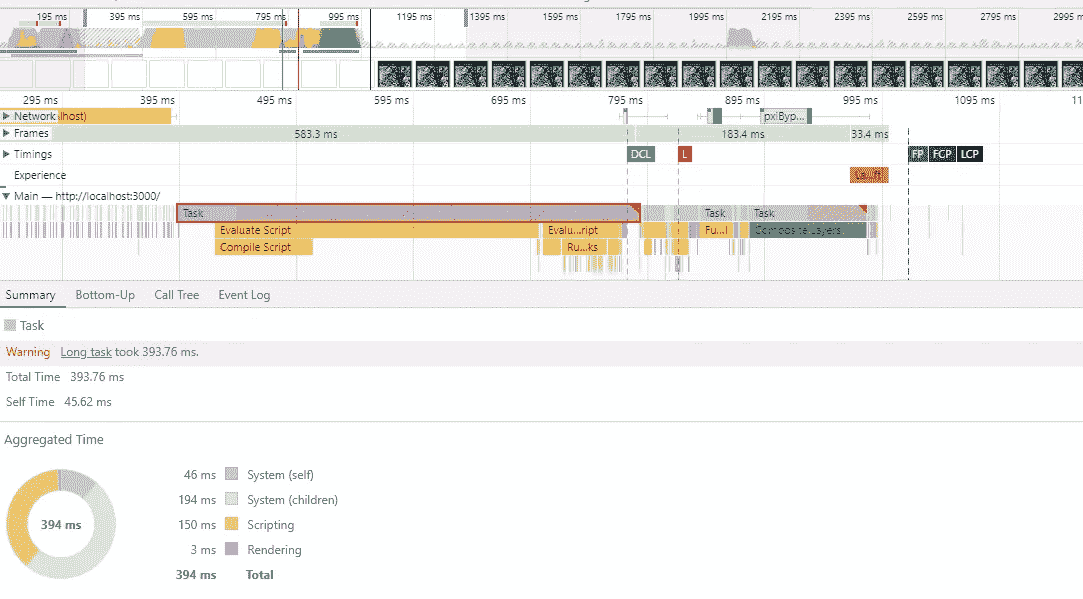 195 ms 395 ms 595 ms 795 ms 995 ms 1195 ms 1395 ms 1595 ms 1795 ms 1995 ms 2195 ms 2395 ms 2595 ms 2795 ms 2995 m
295 ms 395 ms 495 ms 595 ms 695 ms 795 ms 895 ms 995 ms 1095 ms 11
Network lhost) pxlByp...
Frames 583.3 ms 183.4 ms 33.4 ms
Timings DCL L FP FCP LCP
Experience
Main — http://localhost:3000/
Task Task Task
Evaluate Script Evalu...ript Fu...l Composite Layers
Compile Script Ru...ks
Summary Bottom-Up Call Tree Event Log
Task
Warning Long task took 393.76 ms.
Total Time 393.76 ms
Self Time 45.62 ms
Aggregated Time
46 ms System (self)
194 ms System (children)
394 ms 150 ms Scripting
3 ms Rendering
394 ms Total